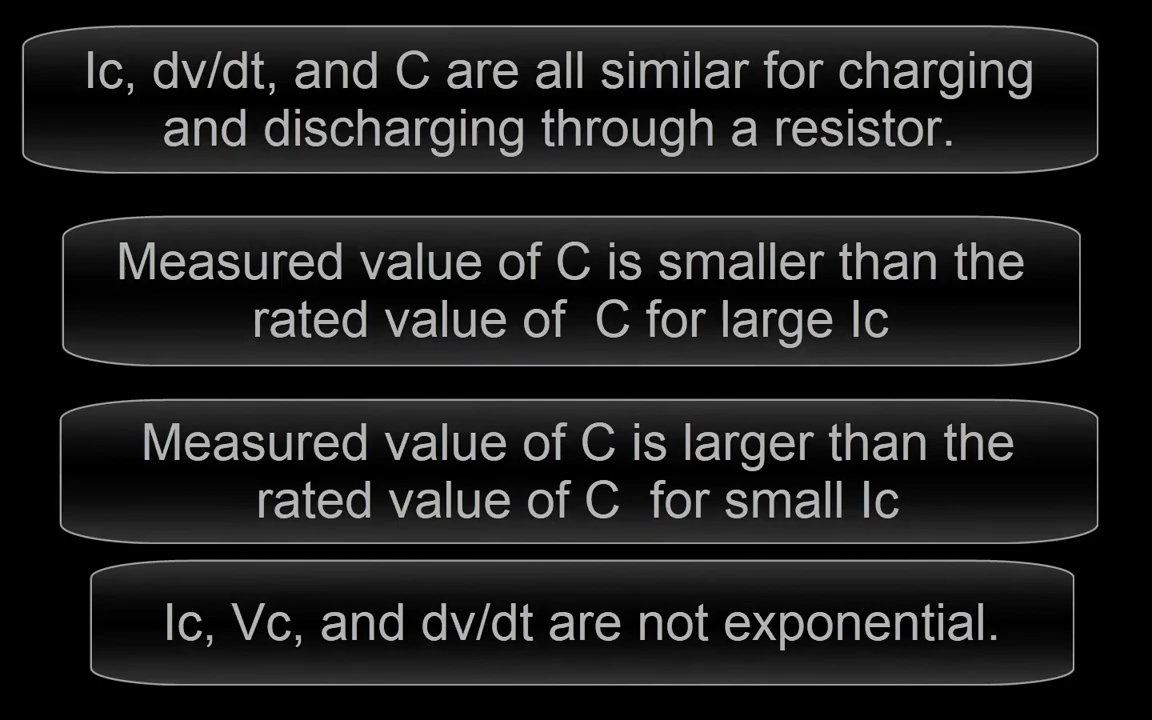 Ic, dv/dt, and C are all similar for charging
and discharging through a resistor.
Measured value of C is smaller than the
rated value of  C for large Ic
Measured value of C is larger than the
rated value of C  for small Ic
Ic, Vc, and dv/dt are not exponential.